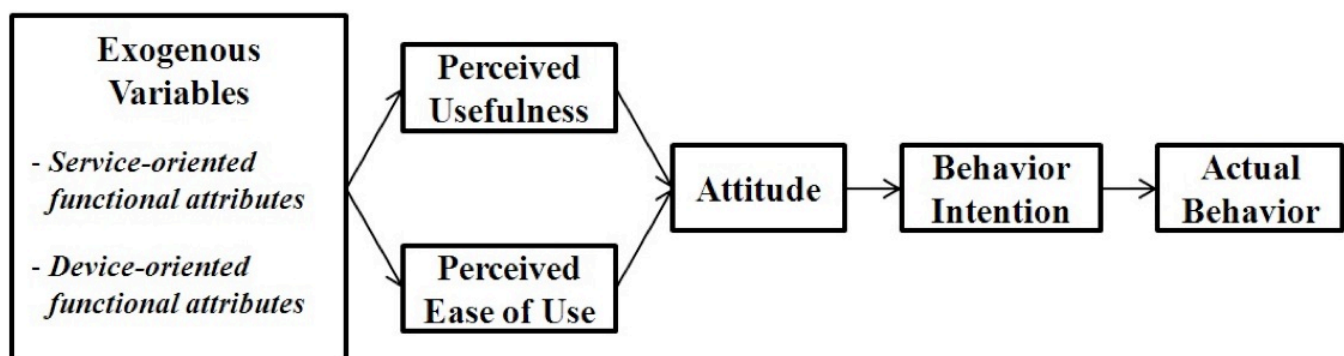 Exogenous
Variables
- Service-oriented
functional attributes
- Device-oriented
functional attributes
Perceived
Usefulness
Perceived
Ease of Use
Attitude
Behavior
Intention
Actual
Behavior